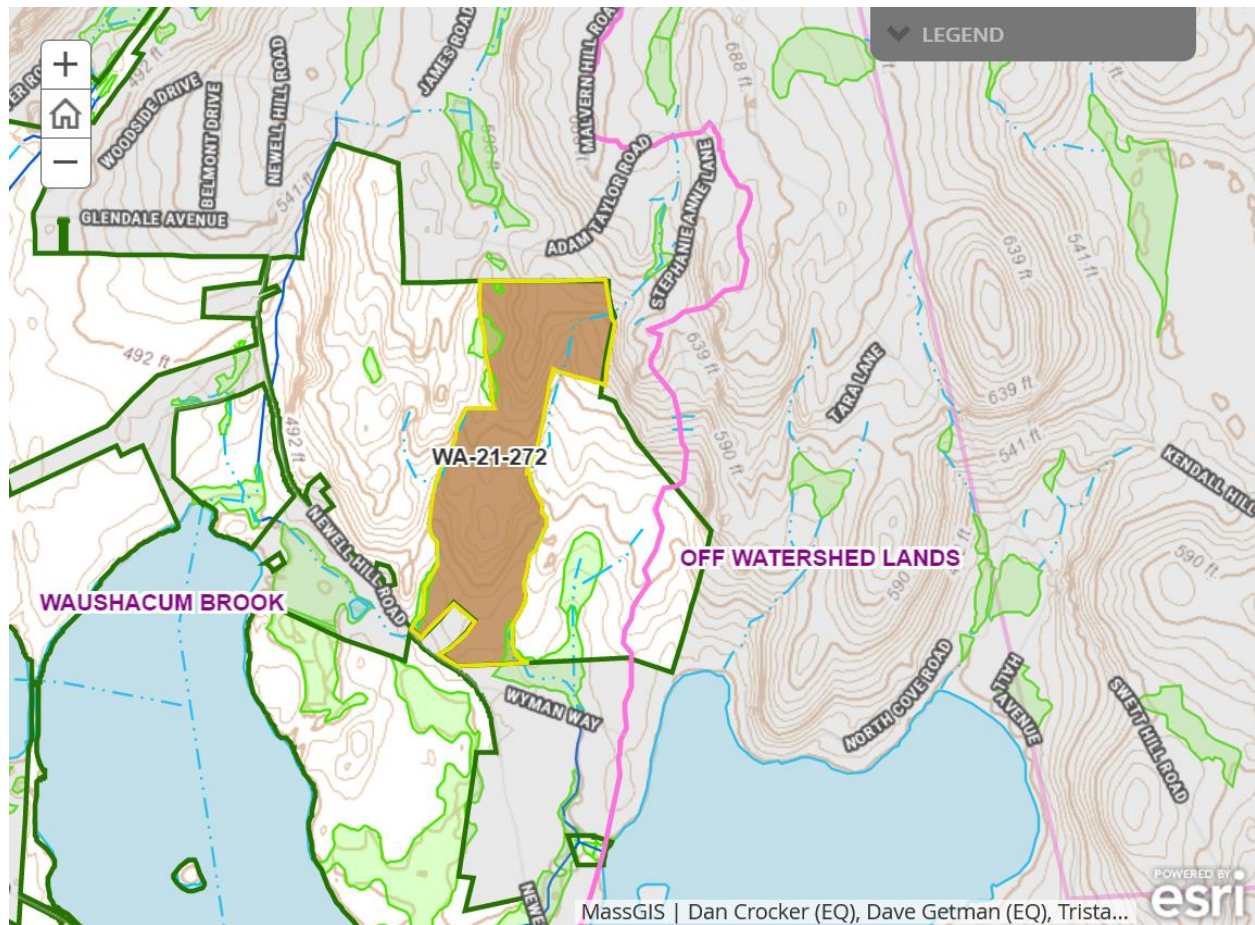 LEGEND
+
−
WOODSIDE DRIVE
BELMONT DRIVE
NEWELL HILL ROAD
JAMES ROAD
MALVERN HILL ROAD
492 ft
688 ft
GLENDALE AVENUE
541 ft
ADAM TAYLOR ROAD
STEPHANIE ANNE LANE
639 ft
541 ft
492 ft
639 ft
TARA LANE
639 ft
492 ft
590 ft
541 ft
WA-21-272
KENDALL HILL
NEWELL HILL ROAD
OFF WATERSHED LANDS
590 ft
590
WAUSHACUM BROOK
WYMAN WAY
NORTH COVE ROAD
TWH AVENUE
SWETT HILL ROAD
NEWE
POWERED BY
esri
MassGIS | Dan Crocker (EQ), Dave Getman (EQ), Trista...